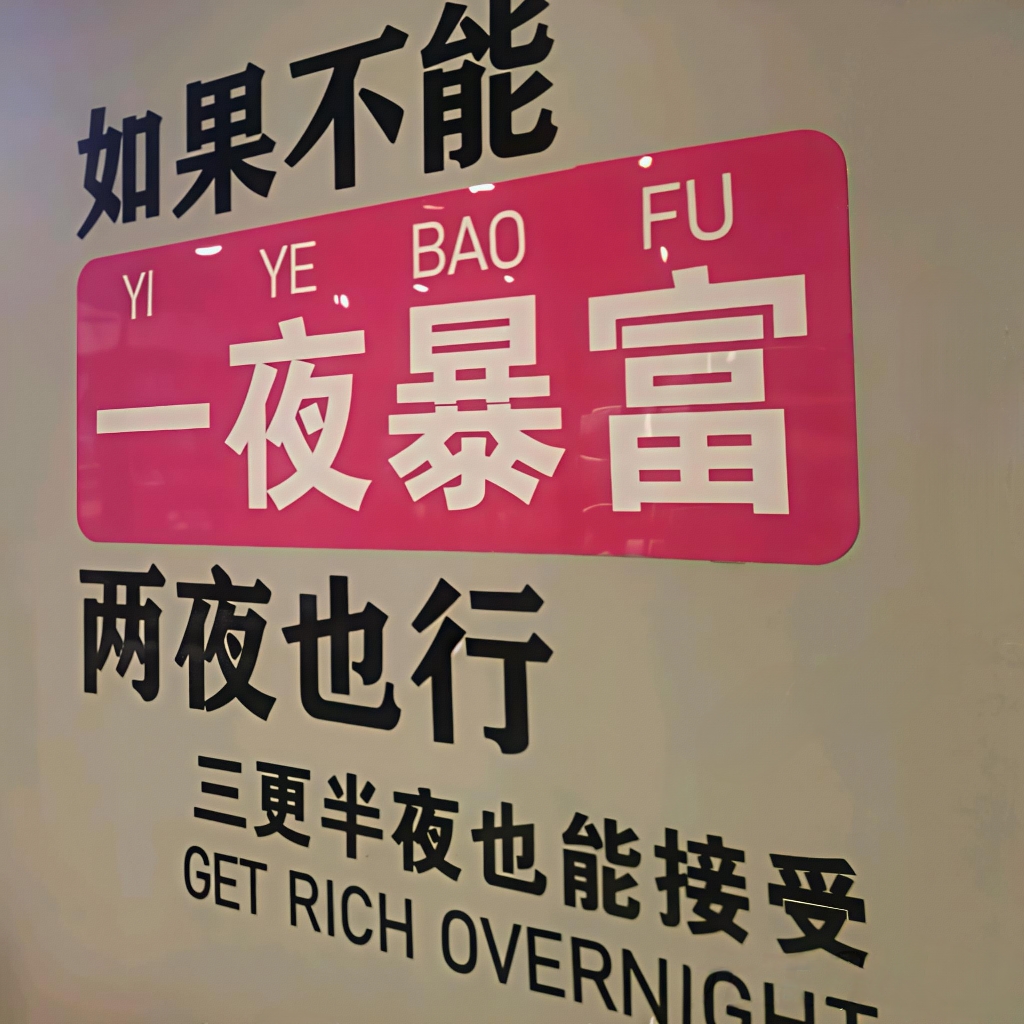 如果不能
YI YE BAO FU
一夜暴富
两夜也行
三更半夜也能接受
GET RICH OVERNIGHT